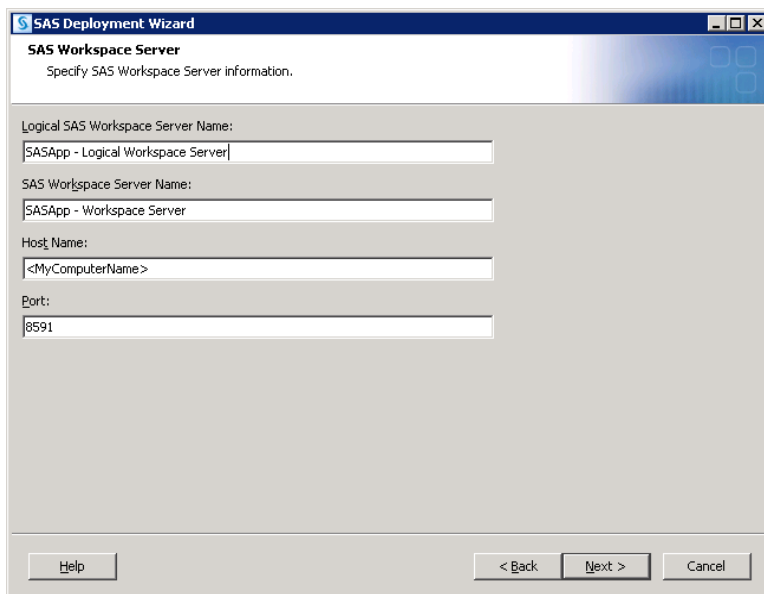 SAS Deployment Wizard
SAS Workspace Server
Specify SAS Workspace Server information.
Logical SAS Workspace Server Name:
SASApp - Logical Workspace Server
SAS Workspace Server Name:
SASApp - Workspace Server
Host Name:
<MyComputerName>
Port:
8591
Help
< Back
Next >
Cancel